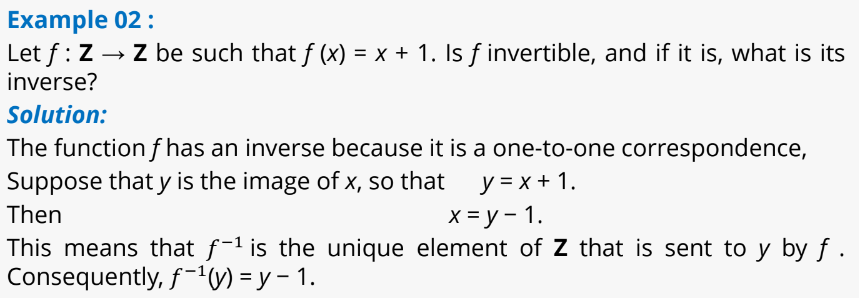 Example 02 :
Let f : Z → Z be such that f (x) = x + 1. Is f invertible, and if it is, what is its
inverse?
Solution:
The function f has an inverse because it is a one-to-one correspondence,
Suppose that y is the image of x, so that y = x + 1.
Then x = y − 1.
This means that f⁻¹ is the unique element of Z that is sent to y by f .
Consequently, f⁻¹(y) = y − 1.